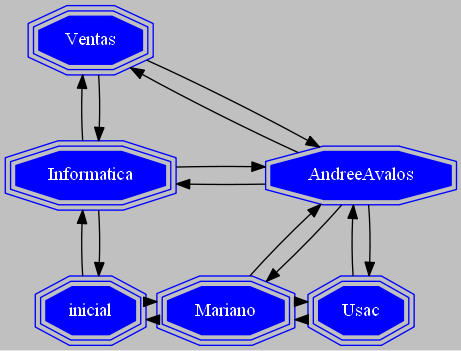 Ventas
Informatica
AndreeAvalos
inicial
Mariano
Usac